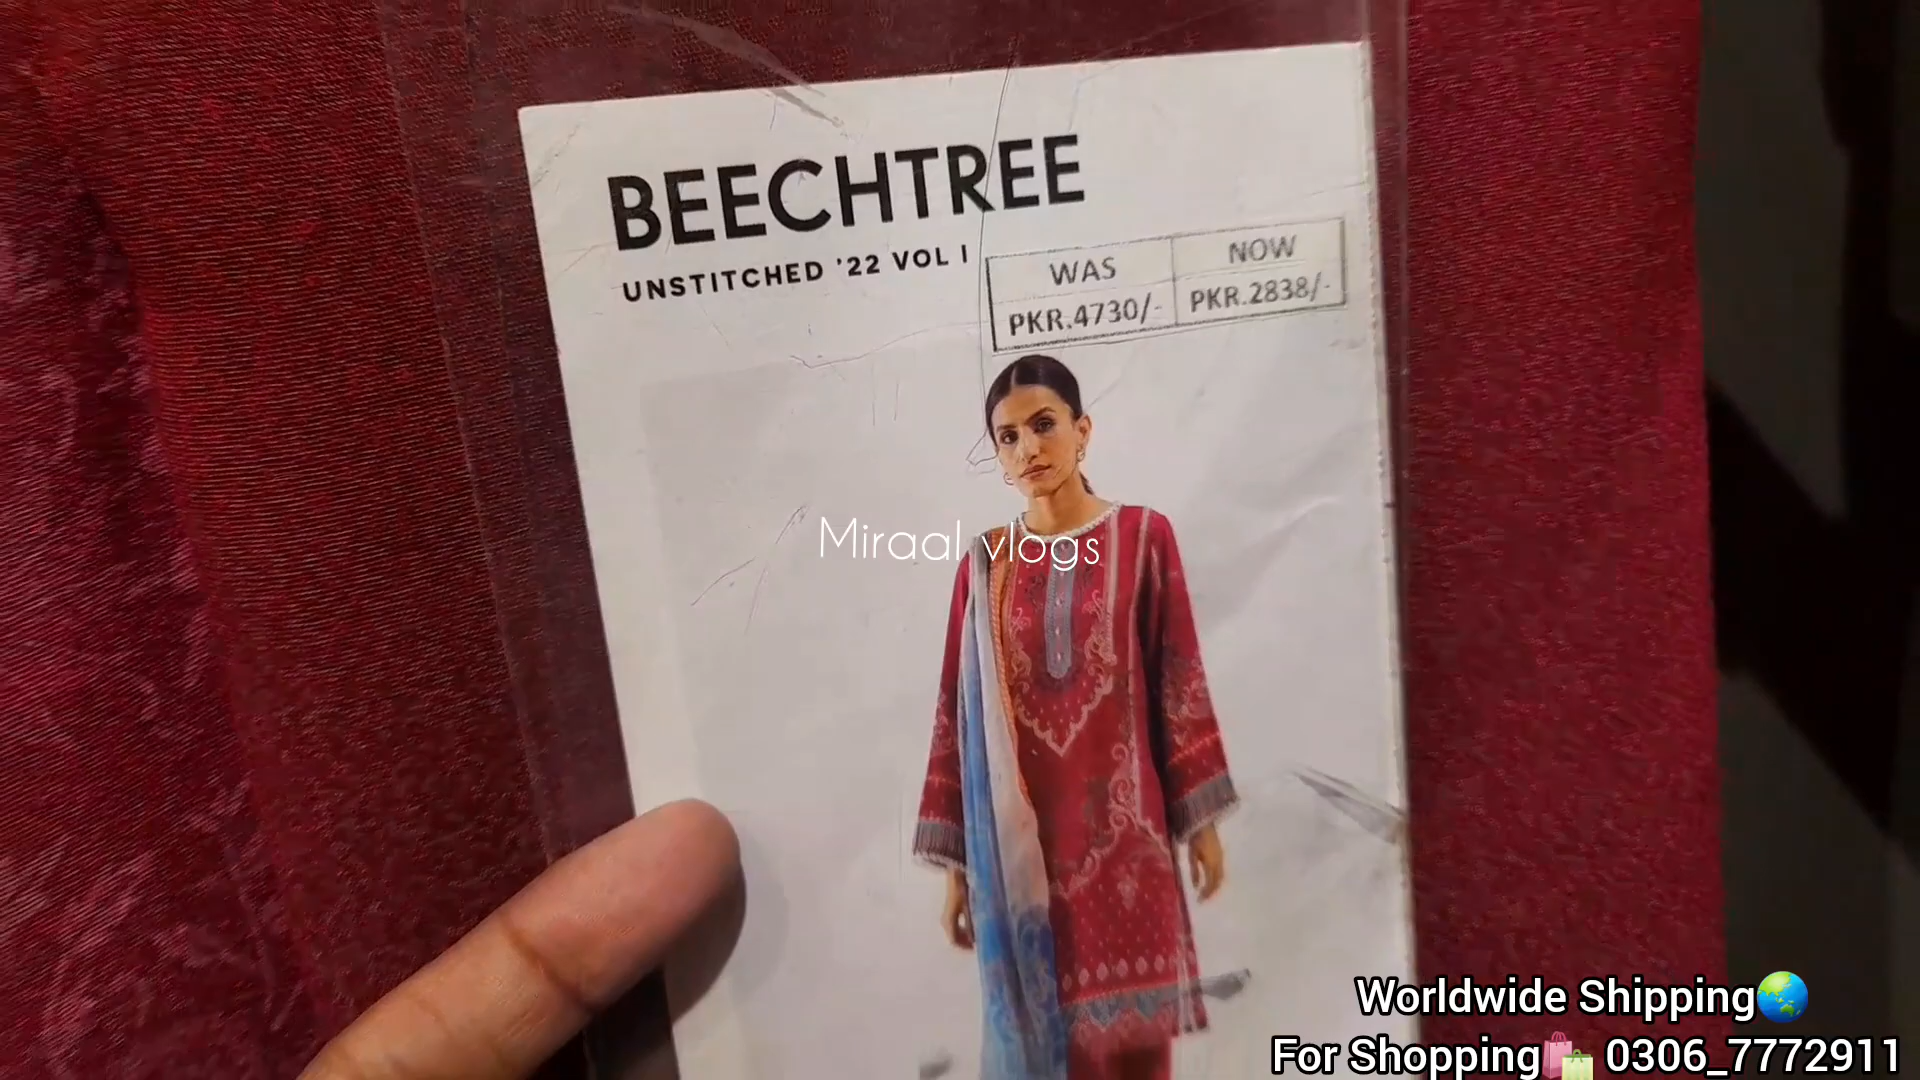 BEECHTREE
UNSTITCHED '22 VOL I
WAS
PKR.4730/-
NOW
PKR.2838/-
Miraal vlogs
Worldwide Shipping🌏
For Shopping🛍️ 0306_7772911